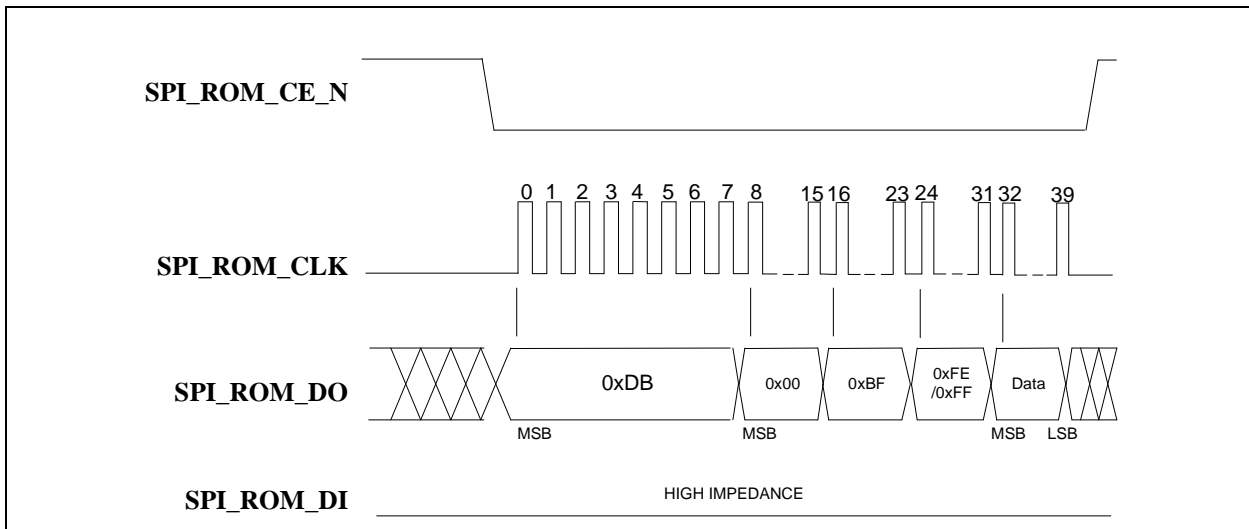 SPI_ROM_CE_N
0 1 2 3 4 5 6 7 8 15 16 23 24 31 32 39
SPI_ROM_CLK
SPI_ROM_DO
0xDB
0x00
0xBF
0xFE
/0xFF
Data
MSB MSB MSB LSB
HIGH IMPEDANCE
SPI_ROM_DI